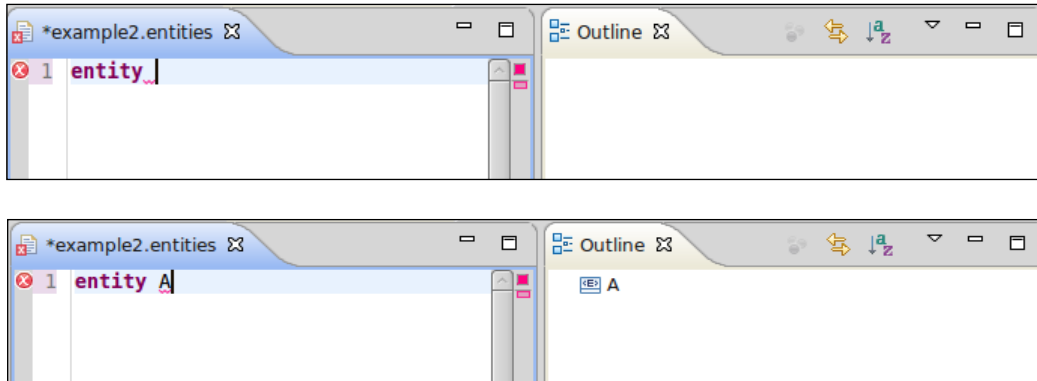 *example2.entities
Outline
1 entity
*example2.entities
Outline
1 entity A
A